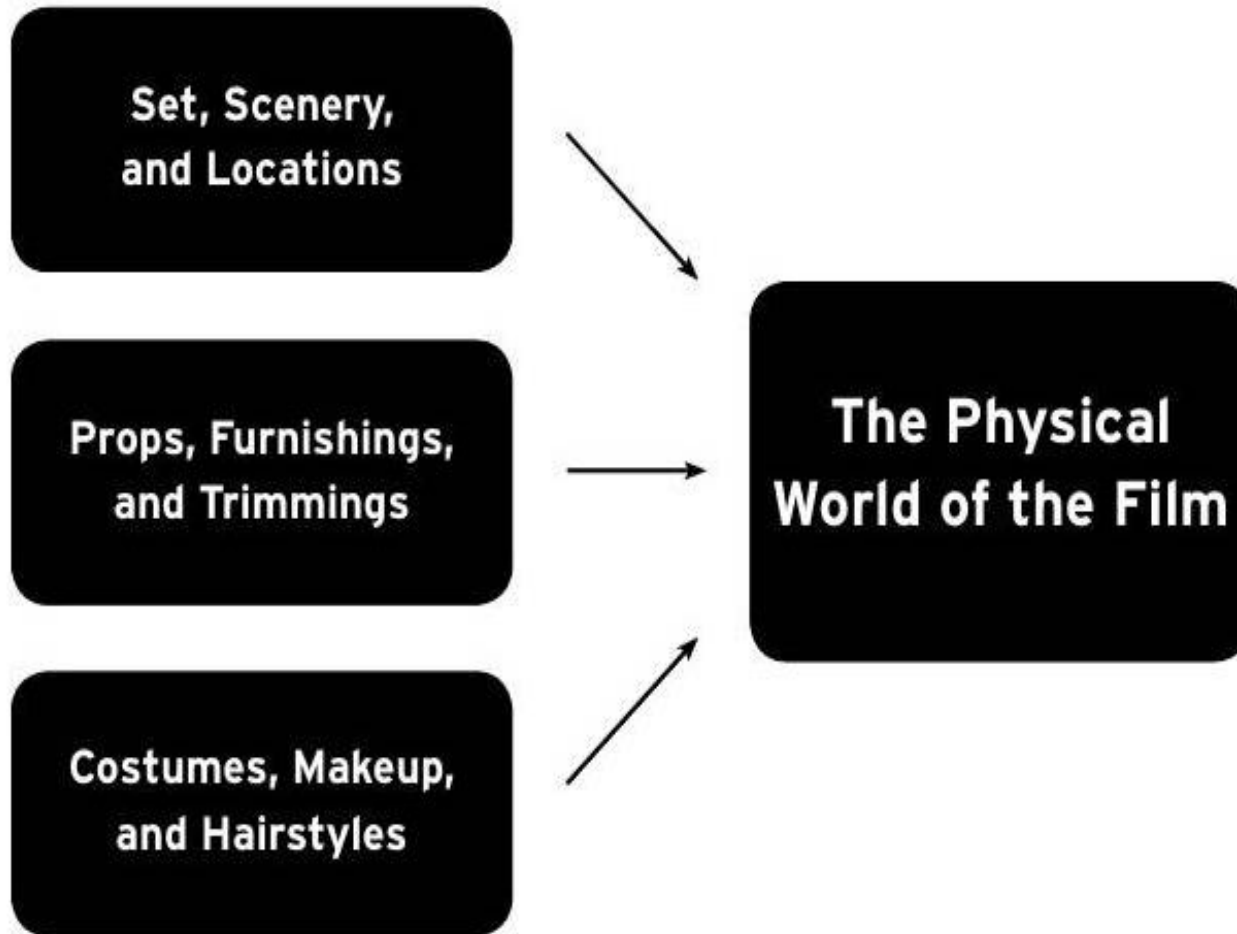 Set, Scenery,
and Locations
Props, Furnishings,
and Trimmings
Costumes, Makeup,
and Hairstyles
The Physical
World of the Film